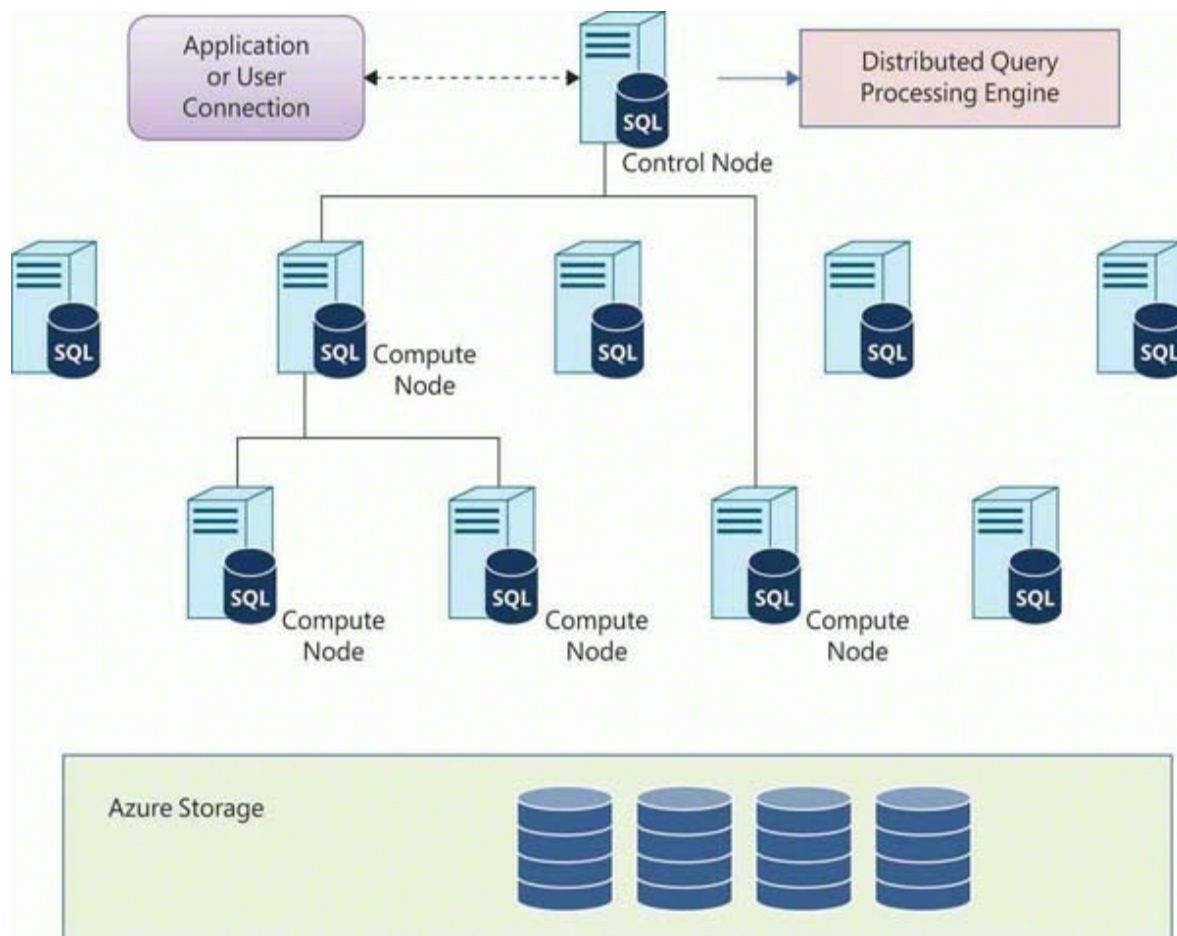 Application
or User
Connection
SQL
Distributed Query
Processing Engine
Control Node
SQL
SQL
Compute
Node
SQL
SQL
SQL
SQL
Compute
Node
SQL
Compute
Node
SQL
Compute
Node
SQL
Azure Storage